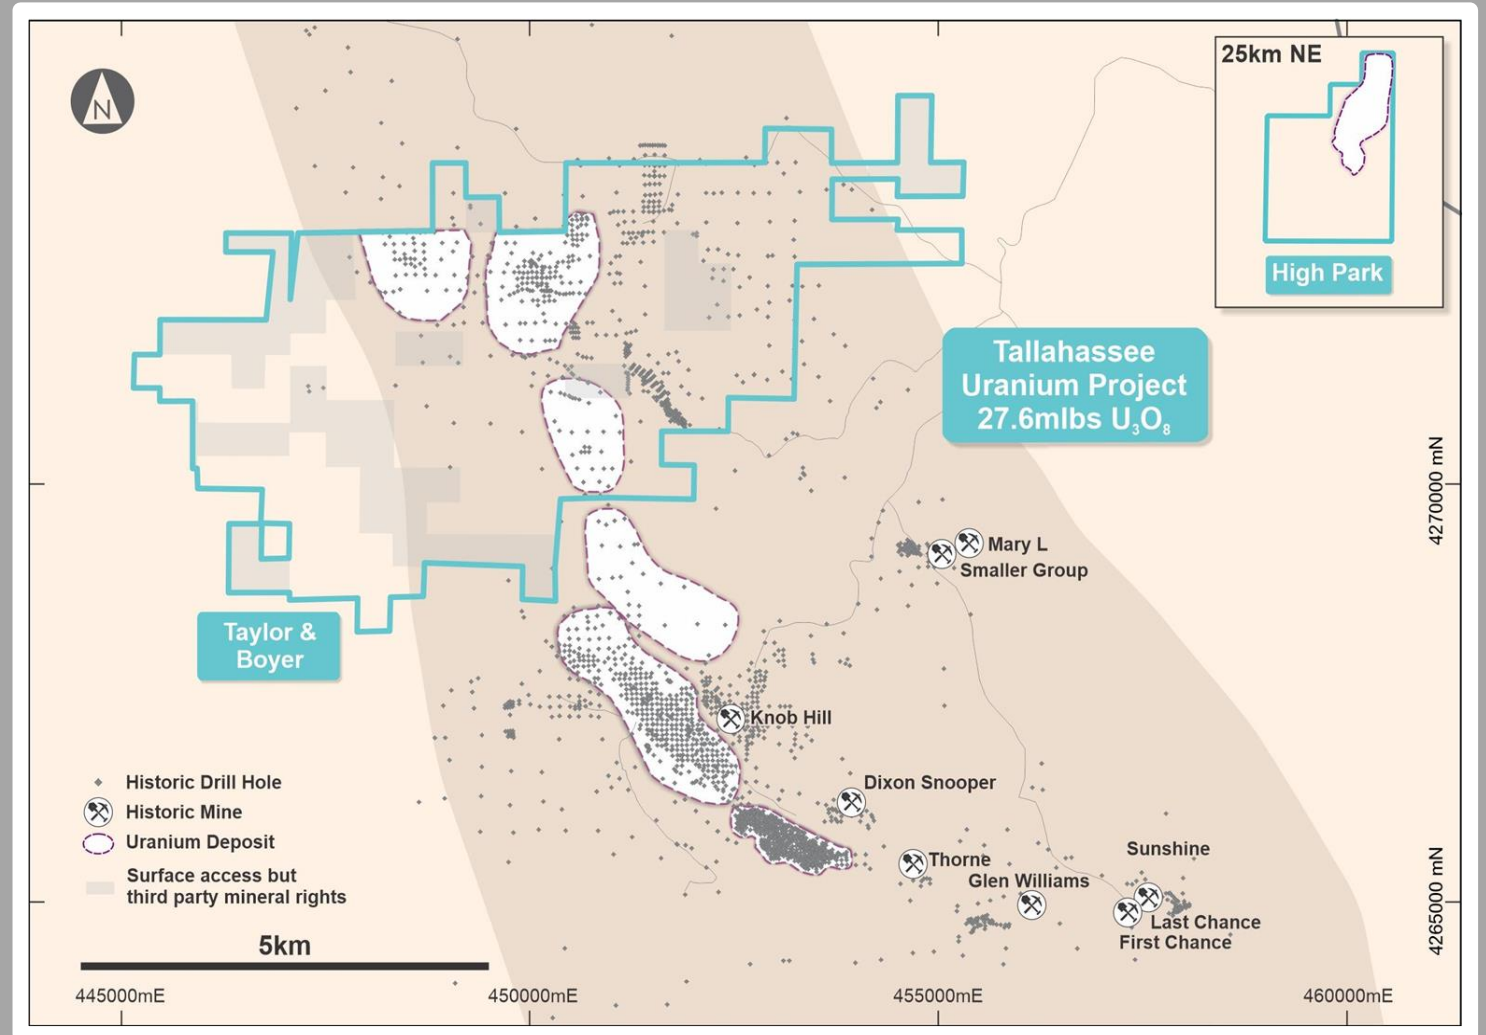 25km NE
N
High Park
Tallahassee
Uranium Project
27.6mlbs U₃O₈
4270000 mN
Mary L
Smaller Group
Taylor &
Boyer
Knob Hill
Historic Drill Hole
Historic Mine
Uranium Deposit
Surface access but
third party mineral rights
Dixon Snooper
Thorne
Glen Williams
Sunshine
Last Chance
First Chance
4265000 mN
5km
445000mE
450000mE
455000mE
460000mE